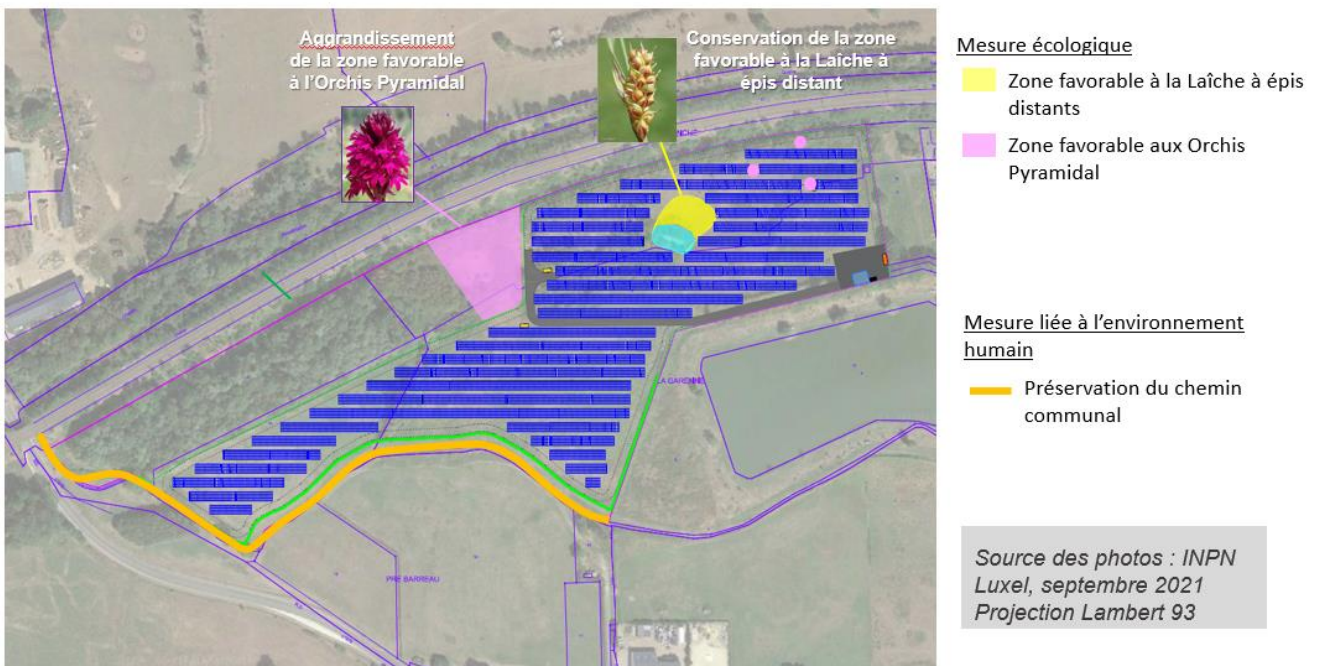 Aggrandissement
de la zone favorable
à l'Orchis Pyramidal
Conservation de la zone
favorable à la Laîche à
épis distant
LA GARENNE
PRE BARREAU
Mesure écologique
Zone favorable à la Laîche à épis
distants
Zone favorable aux Orchis
Pyramidal
Mesure liée à l'environnement
humain
Préservation du chemin
communal
Source des photos : INPN
Luxel, septembre 2021
Projection Lambert 93